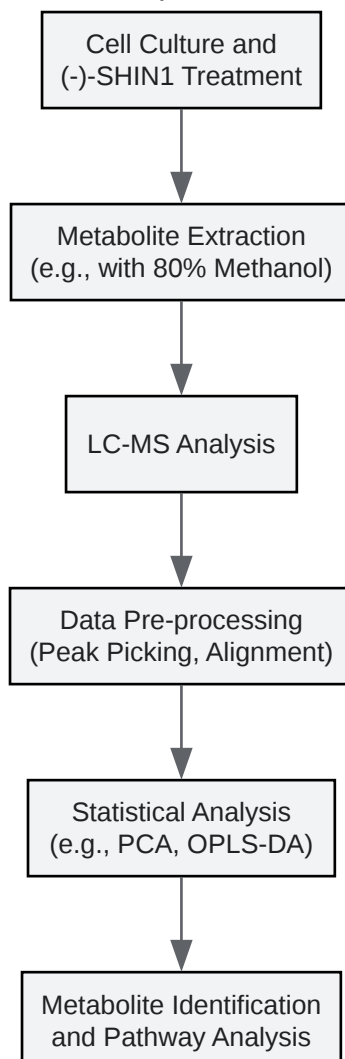 Cell Culture and
(-)-SHIN1 Treatment
Metabolite Extraction
(e.g., with 80% Methanol)
LC-MS Analysis
Data Pre-processing
(Peak Picking, Alignment)
Statistical Analysis
(e.g., PCA, OPLS-DA)
Metabolite Identification
and Pathway Analysis